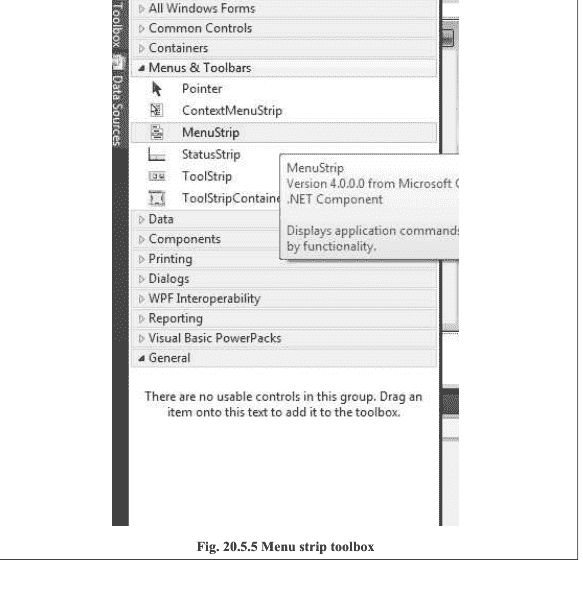 Toolbox
Data Sources
All Windows Forms
Common Controls
Containers
Menus & Toolbars
Pointer
ContextMenuStrip
MenuStrip
StatusStrip
ToolStrip
ToolStripContaine
MenuStrip
Version 4.0.0.0 from Microsoft C
.NET Component
Displays application commands
by functionality.
Data
Components
Printing
Dialogs
WPF Interoperability
Reporting
Visual Basic PowerPacks
General
There are no usable controls in this group. Drag an
item onto this text to add it to the toolbox.
Fig. 20.5.5 Menu strip toolbox